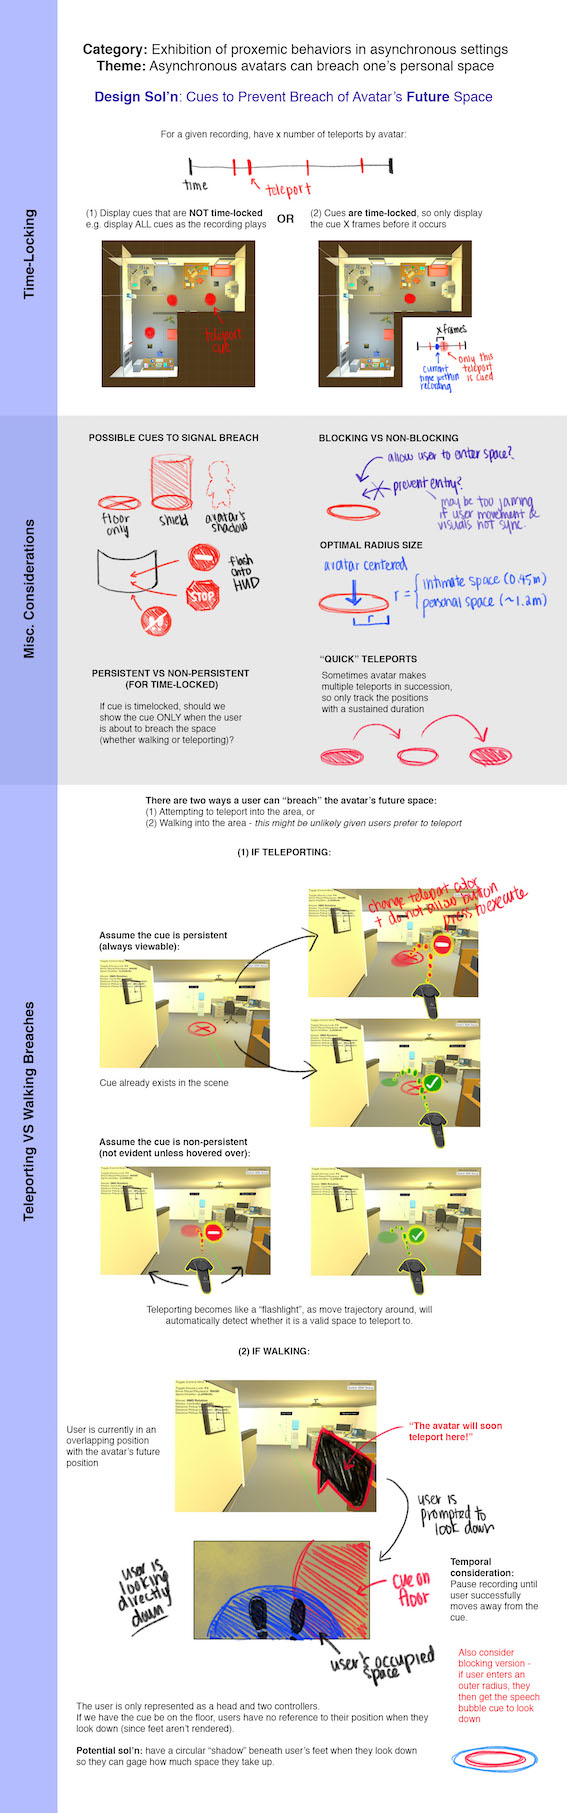 Category: Exhibition of proxemic behaviors in asynchronous settings
Theme: Asynchronous avatars can breach one's personal space
Design Sol'n: Cues to Prevent Breach of Avatar's Future Space
Time-Locking
For a given recording, have x number of teleports by avatar:
time
teleport
(1) Display cues that are NOT time-locked
e.g. display ALL cues as the recording plays
OR
(2) Cues are time-locked, so only display
the cue X frames before it occurs
teleport
cue
X frames
current
time within
recording
only this
teleport
is cued
Misc. Considerations
POSSIBLE CUES TO SIGNAL BREACH
floor
only
shield
avatar's
shadow
flash
onto
HUD
STOP
BLOCKING VS NON-BLOCKING
allow user to enter space?
prevent entry?
may be too jarring
if user movement &
visuals not sync.
OPTIMAL RADIUS SIZE
avatar centered
r
r = { intimate space (0.45m)
personal space (~1.2m)
PERSISTENT VS NON-PERSISTENT
(FOR TIME-LOCKED)
If cue is timelocked, should we
show the cue ONLY when the user
is about to breach the space
(whether walking or teleporting)?
"QUICK" TELEPORTS
Sometimes avatar makes
multiple teleports in succession,
so only track the positions
with a sustained duration
Teleporting VS Walking Breaches
There are two ways a user can "breach" the avatar's future space:
(1) Attempting to teleport into the area, or
(2) Walking into the area - this might be unlikely given users prefer to teleport
(1) IF TELEPORTING:
Assume the cue is persistent
(always viewable):
Cue already exists in the scene
change teleport color
+ do not allow button
press to execute
Assume the cue is non-persistent
(not evident unless hovered over):
Teleporting becomes like a "flashlight", as move trajectory around, will
automatically detect whether it is a valid space to teleport to.
(2) IF WALKING:
User is currently in an
overlapping position
with the avatar's future
position
"The avatar will soon
teleport here!"
user is
prompted to
look down
user is
looking
directly
down
cue on
floor
user's occupied
space
Temporal
consideration:
Pause recording until
user successfully
moves away from the
cue.
Also consider
blocking version -
if user enters an
outer radius, they
then get the speech
bubble cue to look
down
The user is only represented as a head and two controllers.
If we have the cue be on the floor, users have no reference to their position when they
look down (since feet aren't rendered).
Potential sol'n: have a circular "shadow" beneath user's feet when they look down
so they can gage how much space they take up.